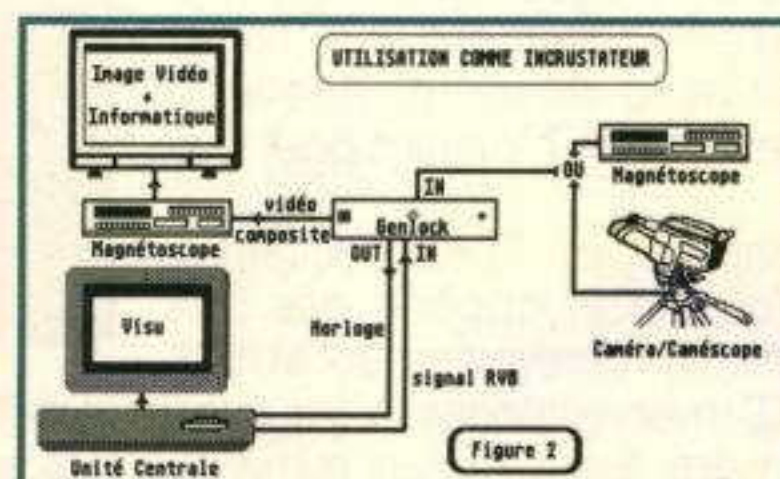 UTILISATION COMME INCRUSTATEUR
Image Vidéo
+
Informatique
Magnétoscope
vidéo
composite
IN
Genlock
OUT
IN
OU
Magnétoscope
Caméra/Caméscope
Visu
Horloge
signal RVB
Unité Centrale
Figure 2